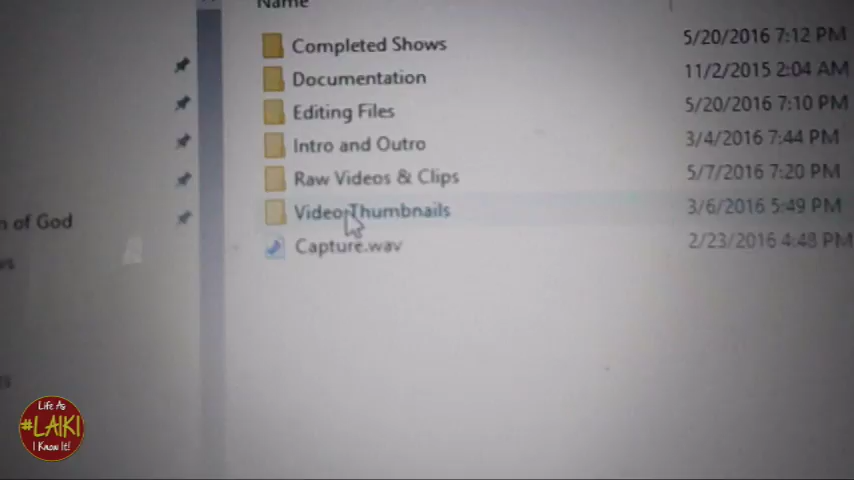 Name
Completed Shows 5/20/2016 7:12 PM
Documentation 11/2/2015 2:04 AM
Editing Files 5/20/2016 7:10 PM
Intro and Outro 3/4/2016 7:44 PM
Raw Videos & Clips 5/7/2016 7:20 PM
Video Thumbnails 3/6/2016 5:49 PM
Capture.wav 2/23/2016 4:48 PM
of God
Life As
#LAIKI
I Know It!